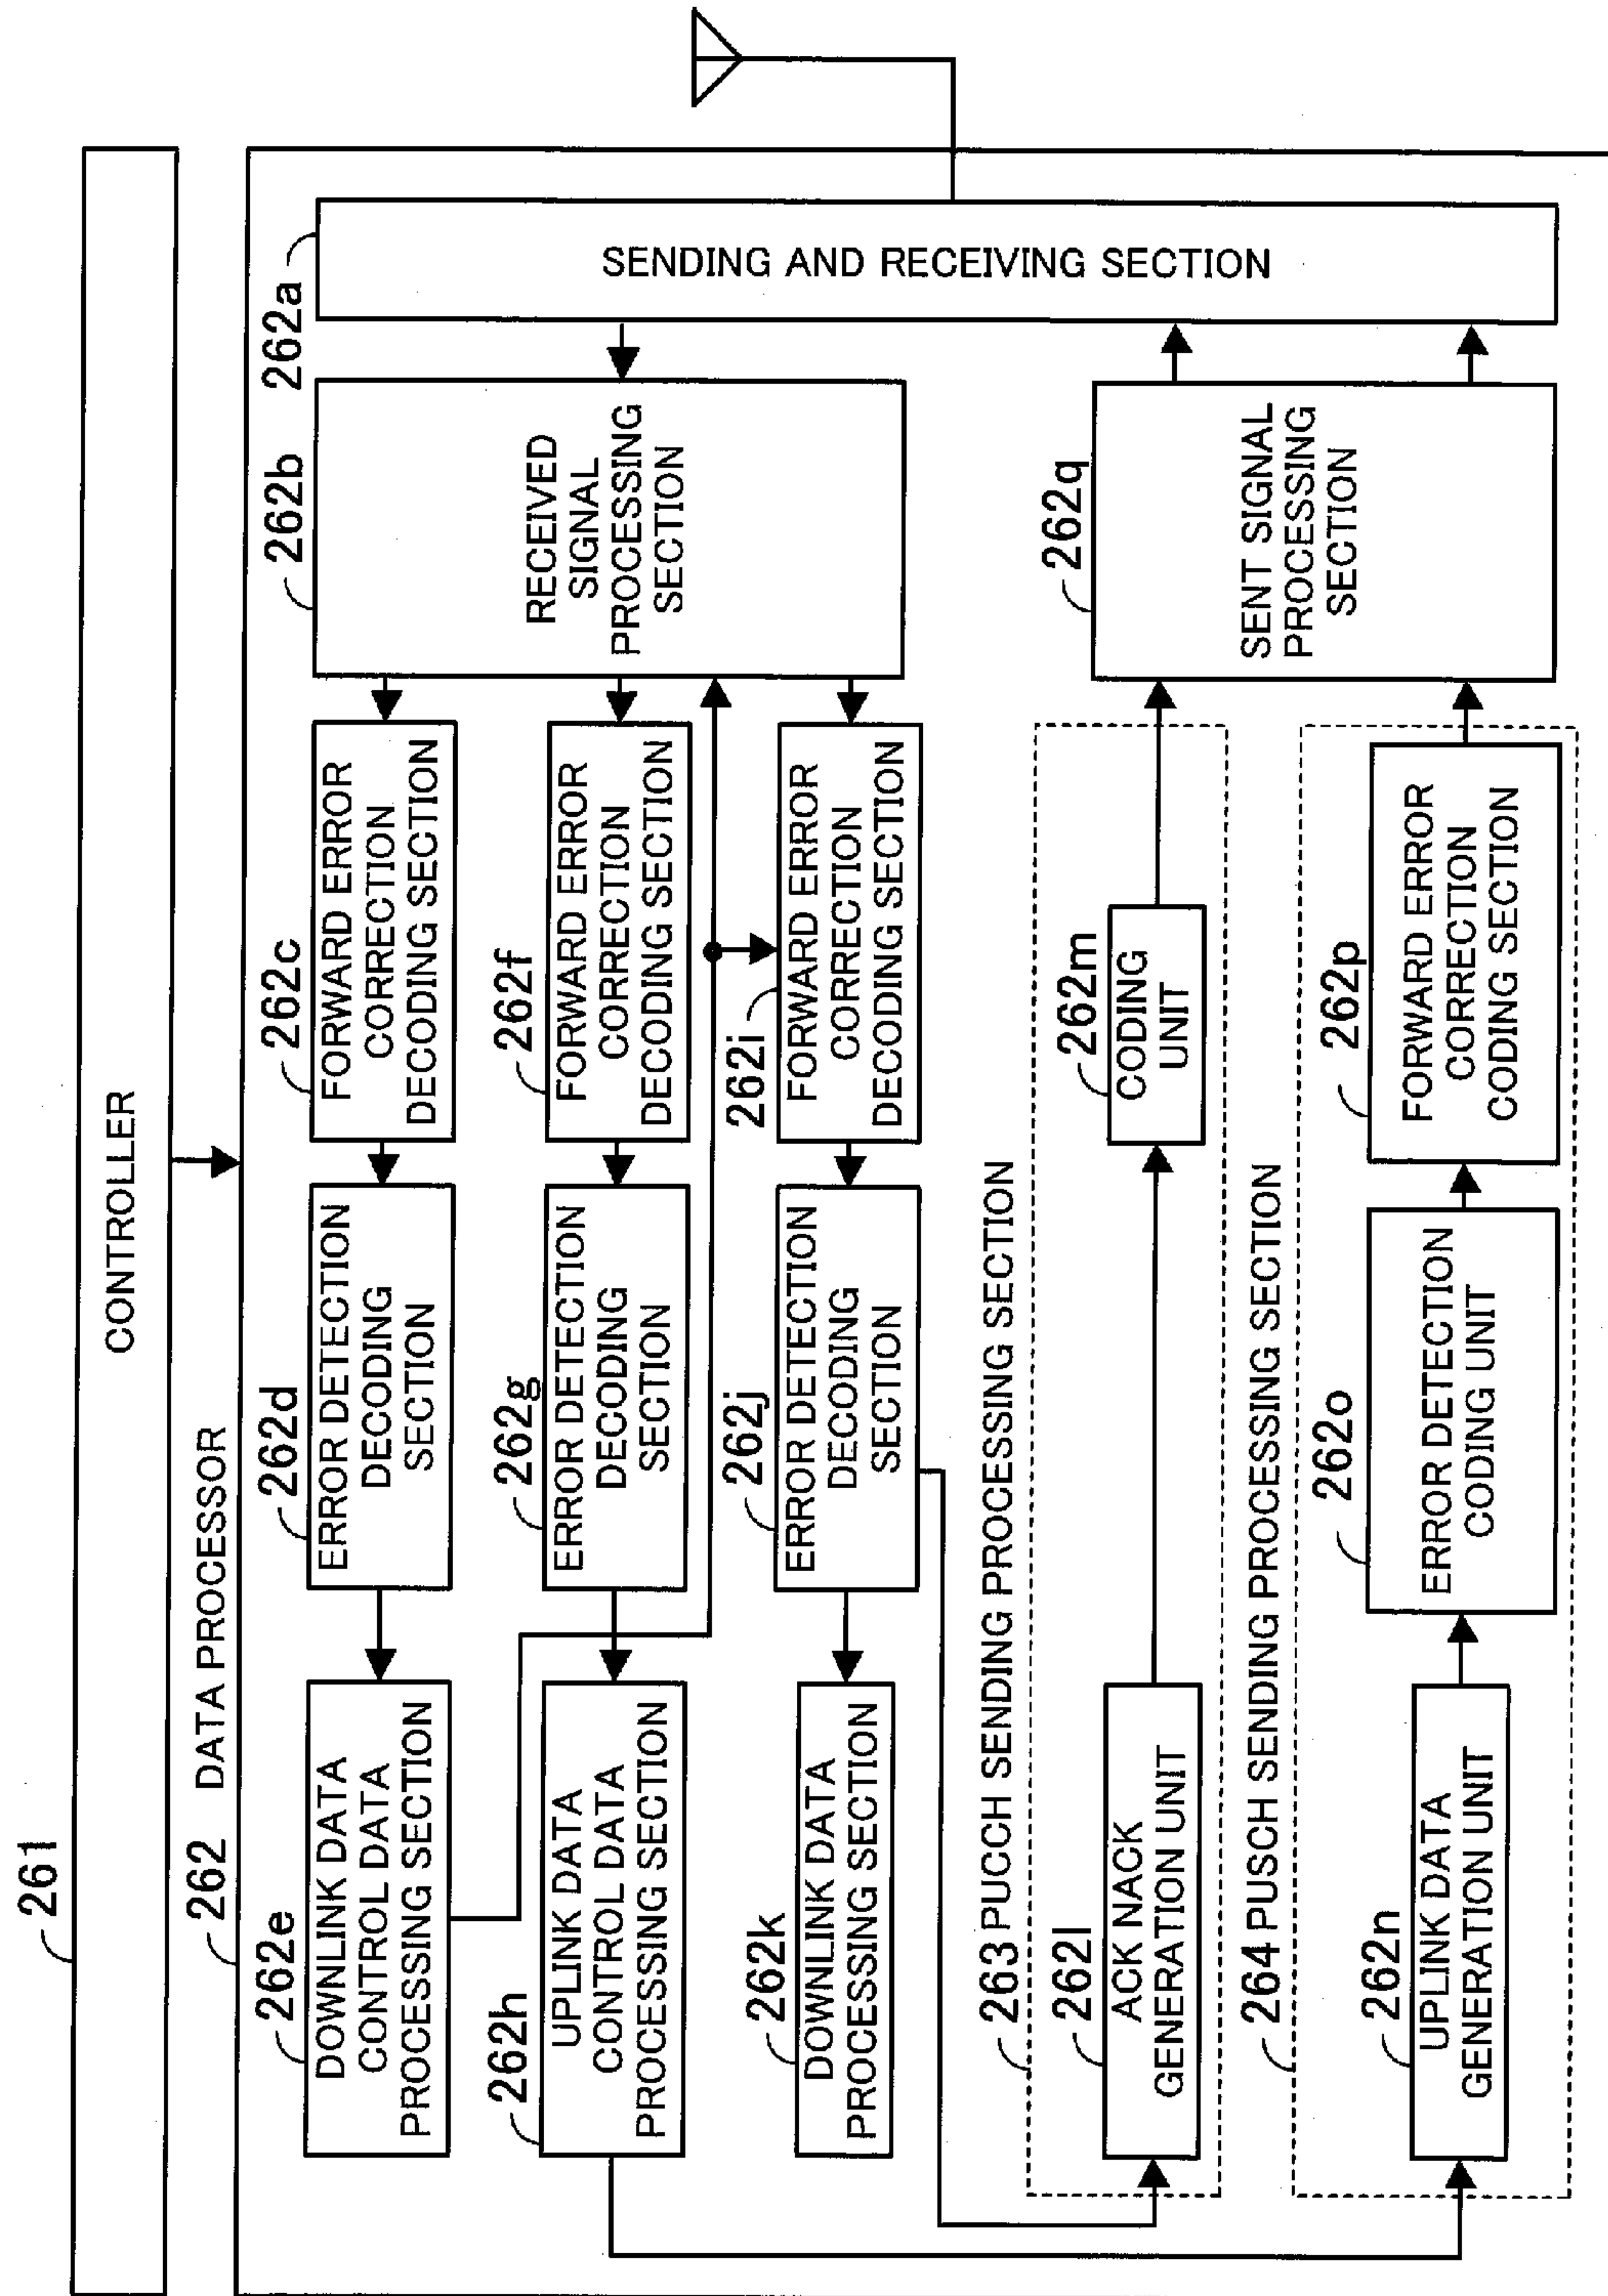 261
CONTROLLER
262 DATA PROCESSOR
262e
DOWNLINK DATA
CONTROL DATA
PROCESSING SECTION
262d
ERROR DETECTION
DECODING
SECTION
262c
FORWARD ERROR
CORRECTION
DECODING SECTION
262b
RECEIVED
SIGNAL
PROCESSING
SECTION
262a
SENDING AND RECEIVING SECTION
262h
UPLINK DATA
CONTROL DATA
PROCESSING SECTION
262g
ERROR DETECTION
DECODING
SECTION
262f
FORWARD ERROR
CORRECTION
DECODING SECTION
262k
DOWNLINK DATA
PROCESSING SECTION
262j
ERROR DETECTION
DECODING
SECTION
262i
FORWARD ERROR
CORRECTION
DECODING SECTION
263 PUCCH SENDING PROCESSING SECTION
262l
ACK NACK
GENERATION UNIT
262m
CODING
UNIT
262q
SENT SIGNAL
PROCESSING
SECTION
264 PUSCH SENDING PROCESSING SECTION
262n
UPLINK DATA
GENERATION UNIT
262o
ERROR DETECTION
CODING UNIT
262p
FORWARD ERROR
CORRECTION
CODING SECTION